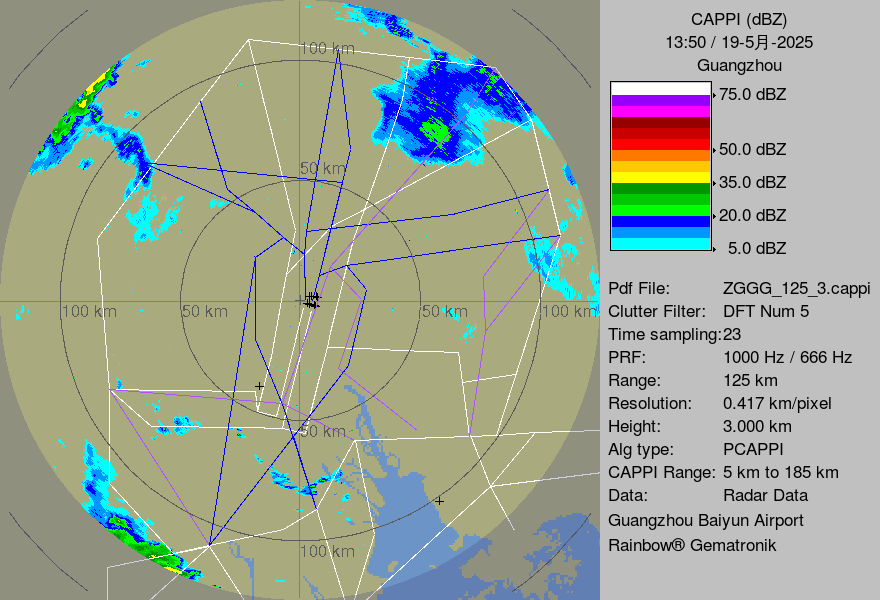 100 km
50 km
100 km
50 km
50 km
100 km
50 km
100 km
CAPPI (dBZ)
13:50 / 19-5月-2025
Guangzhou
75.0 dBZ
50.0 dBZ
35.0 dBZ
20.0 dBZ
5.0 dBZ
Pdf File: ZGGG_125_3.cappi
Clutter Filter: DFT Num 5
Time sampling:23
PRF: 1000 Hz / 666 Hz
Range: 125 km
Resolution: 0.417 km/pixel
Height: 3.000 km
Alg type: PCAPPI
CAPPI Range: 5 km to 185 km
Data: Radar Data
Guangzhou Baiyun Airport
Rainbow® Gematronik